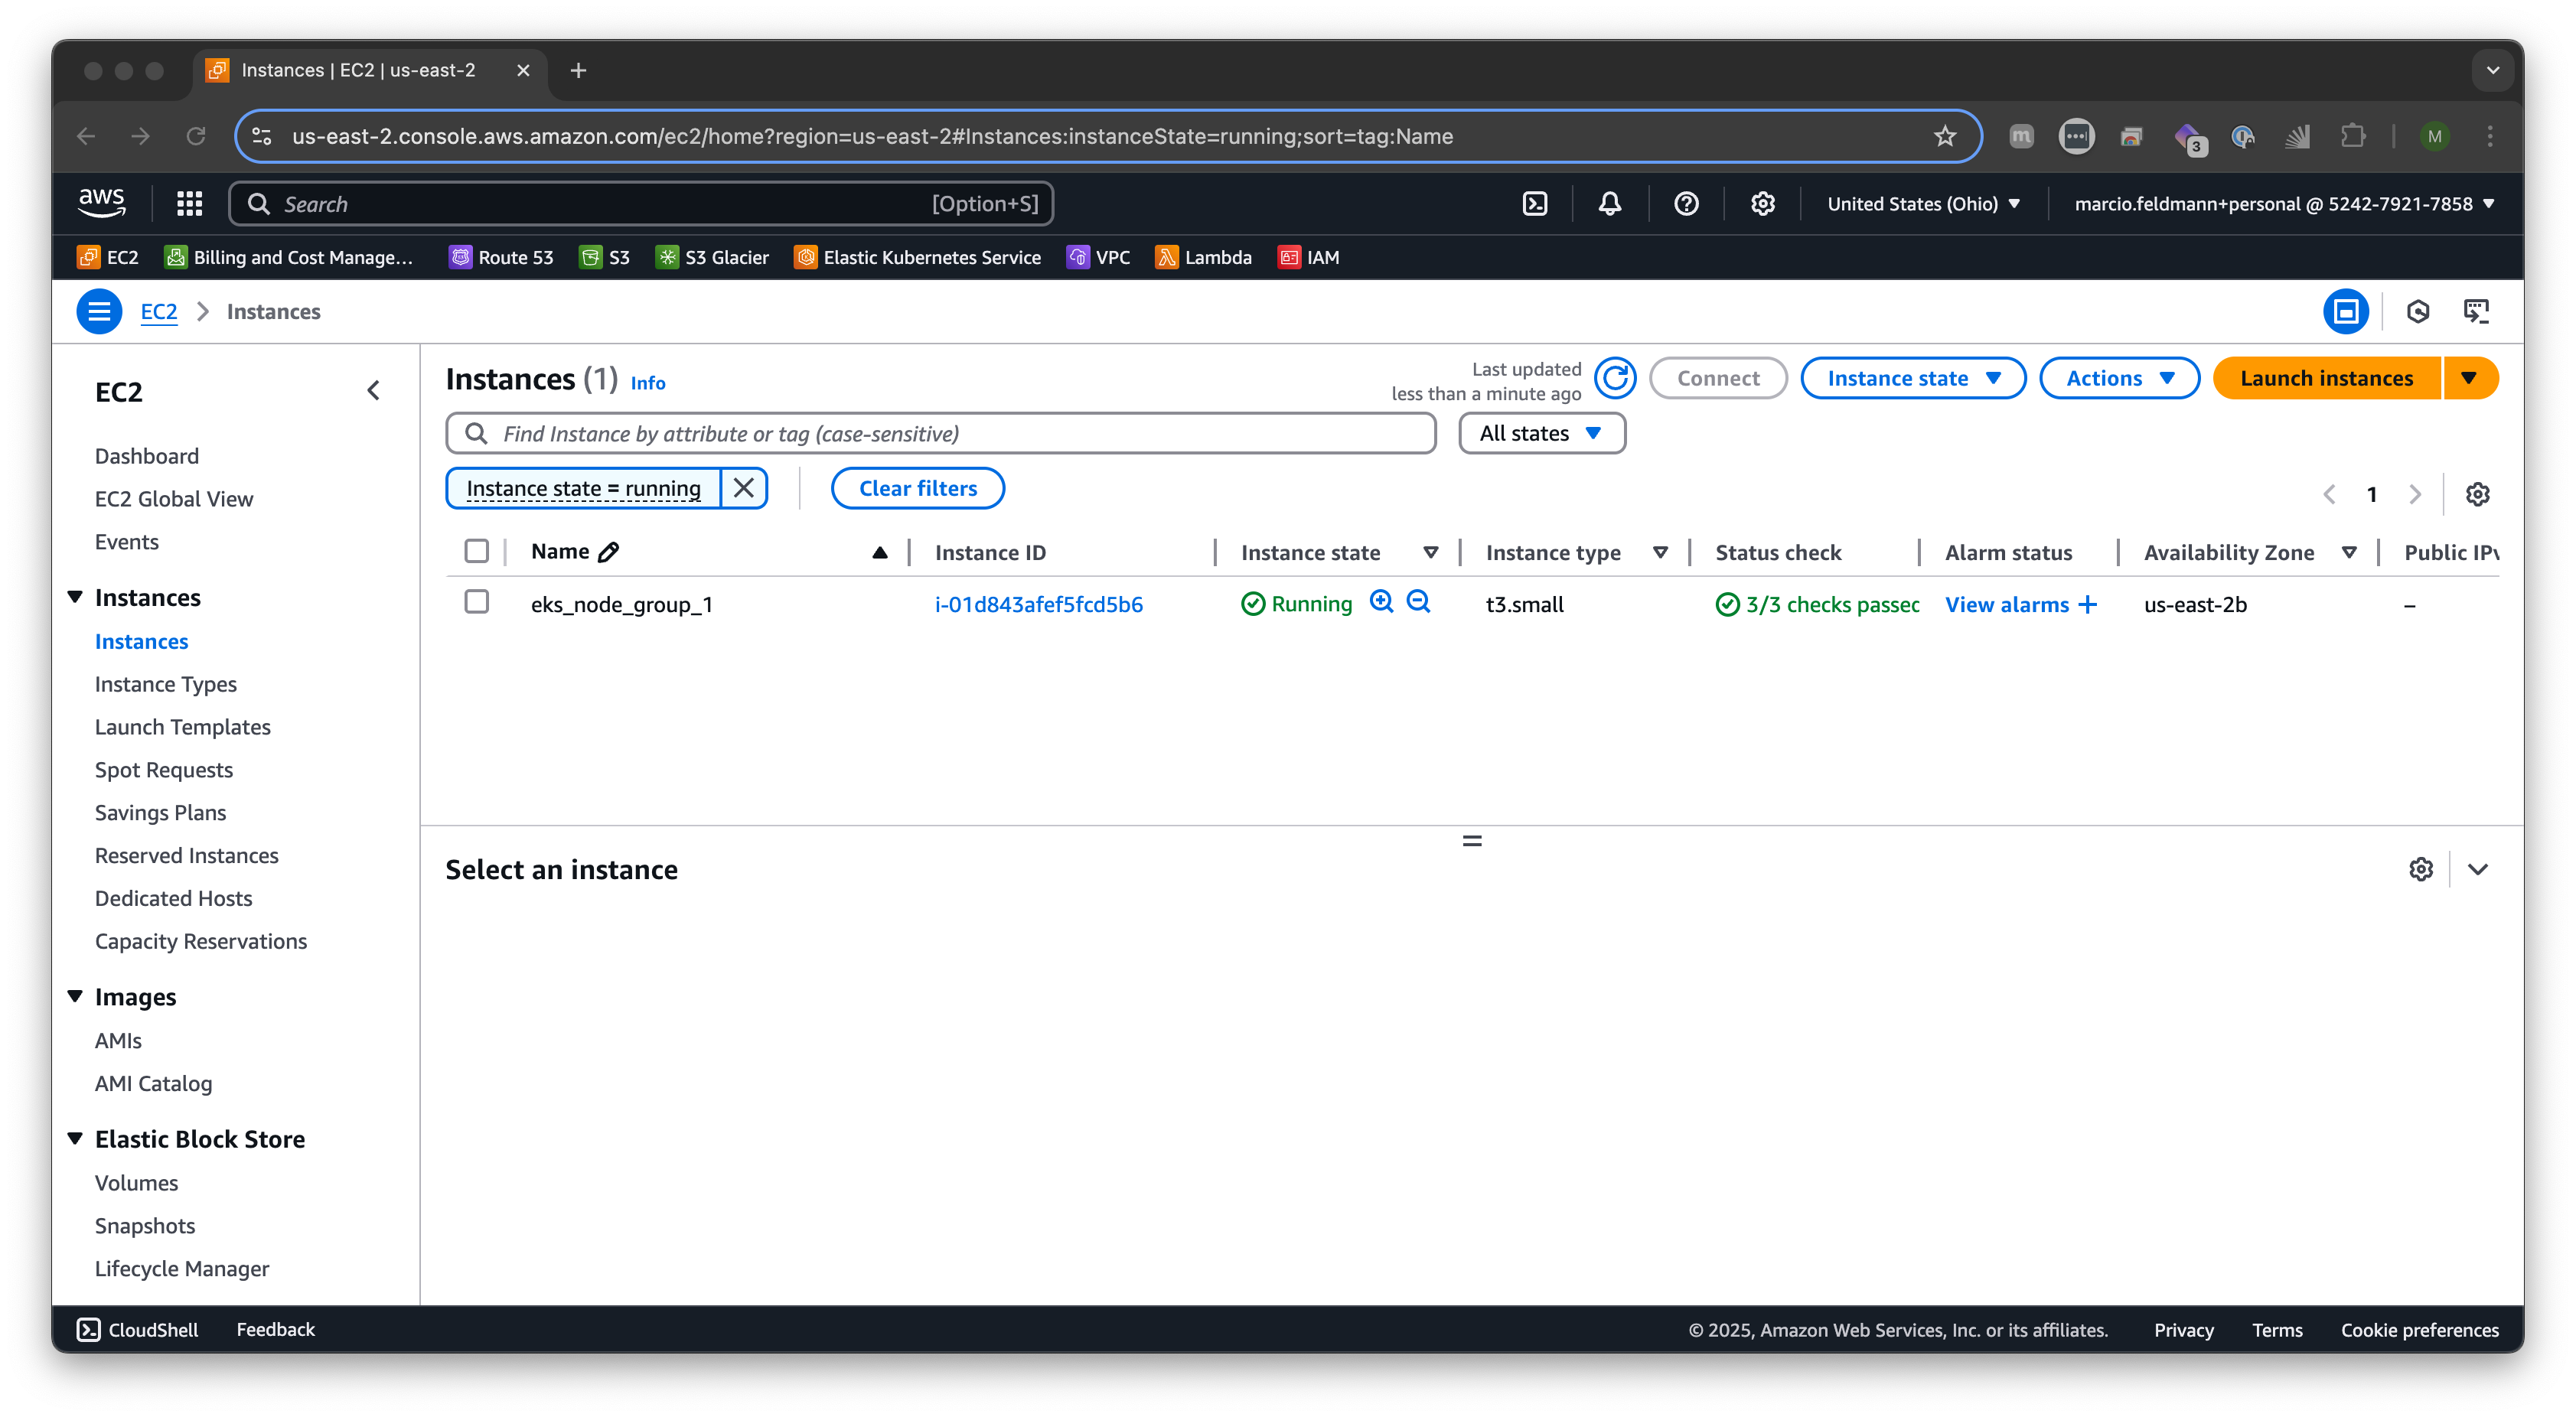 Instances | EC2 | us-east-2
us-east-2.console.aws.amazon.com/ec2/home?region=us-east-2#Instances:instanceState=running;sort=tag:Name
3
M
aws
Search
[Option+S]
United States (Ohio)
marcio.feldmann+personal @ 5242-7921-7858
EC2
Billing and Cost Manage...
Route 53
S3
S3 Glacier
Elastic Kubernetes Service
VPC
Lambda
IAM
EC2 > Instances
EC2
Dashboard
EC2 Global View
Events
Instances
Instances
Instance Types
Launch Templates
Spot Requests
Savings Plans
Reserved Instances
Dedicated Hosts
Capacity Reservations
Images
AMIs
AMI Catalog
Elastic Block Store
Volumes
Snapshots
Lifecycle Manager
Instances (1) Info
Last updated
less than a minute ago
Connect
Instance state
Actions
Launch instances
Find Instance by attribute or tag (case-sensitive)
All states
Instance state = running
Clear filters
1
Name Instance ID Instance state Instance type Status check Alarm status Availability Zone Public IPv
eks_node_group_1 i-01d843afef5fcd5b6 Running t3.small 3/3 checks passec View alarms + us-east-2b –
Select an instance
CloudShell
Feedback
© 2025, Amazon Web Services, Inc. or its affiliates.
Privacy
Terms
Cookie preferences